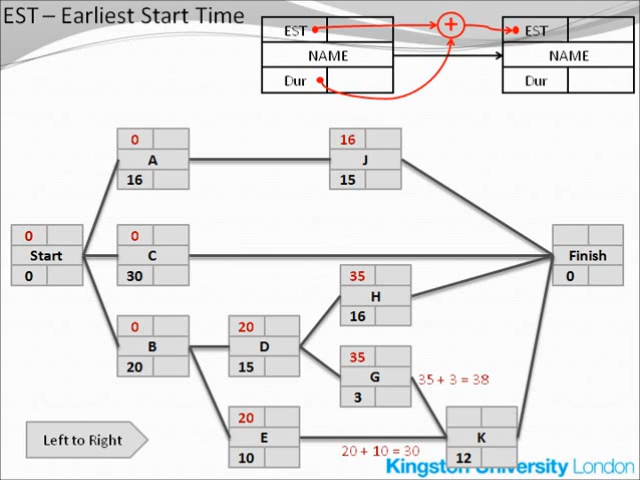 EST – Earliest Start Time
EST
+
EST
NAME
NAME
Dur
Dur
0
A
16
16
J
15
0
Start
0
0
C
30
Finish
0
35
H
16
0
B
20
20
D
15
35
G
3
35 + 3 = 38
20
E
10
20 + 10 = 30
K
12
Left to Right
Kingston University London